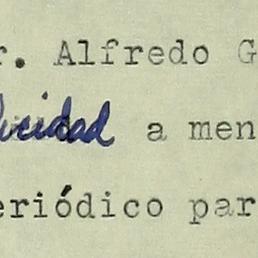 r. Alfredo G
a men
eriódico par